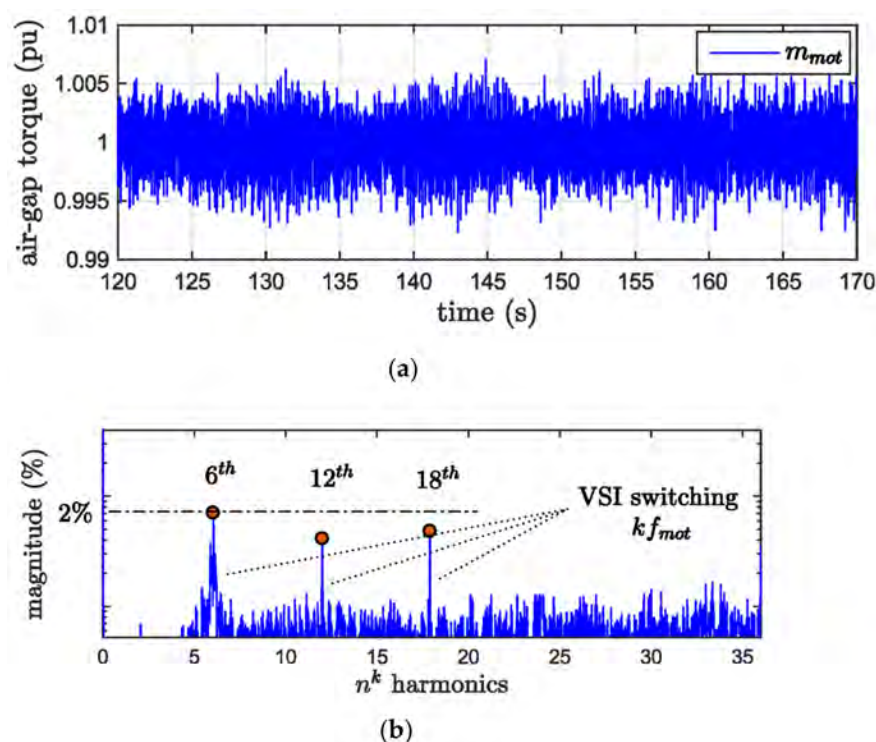 1.01
1.005
1
0.995
0.99
air-gap torque (pu)
m_mot
120 125 130 135 140 145 150 155 160 165 170
time (s)
(a)
magnitude (%)
2%
6th 12th 18th
VSI switching
kf_mot
0 5 10 15 20 25 30 35
n^k harmonics
(b)